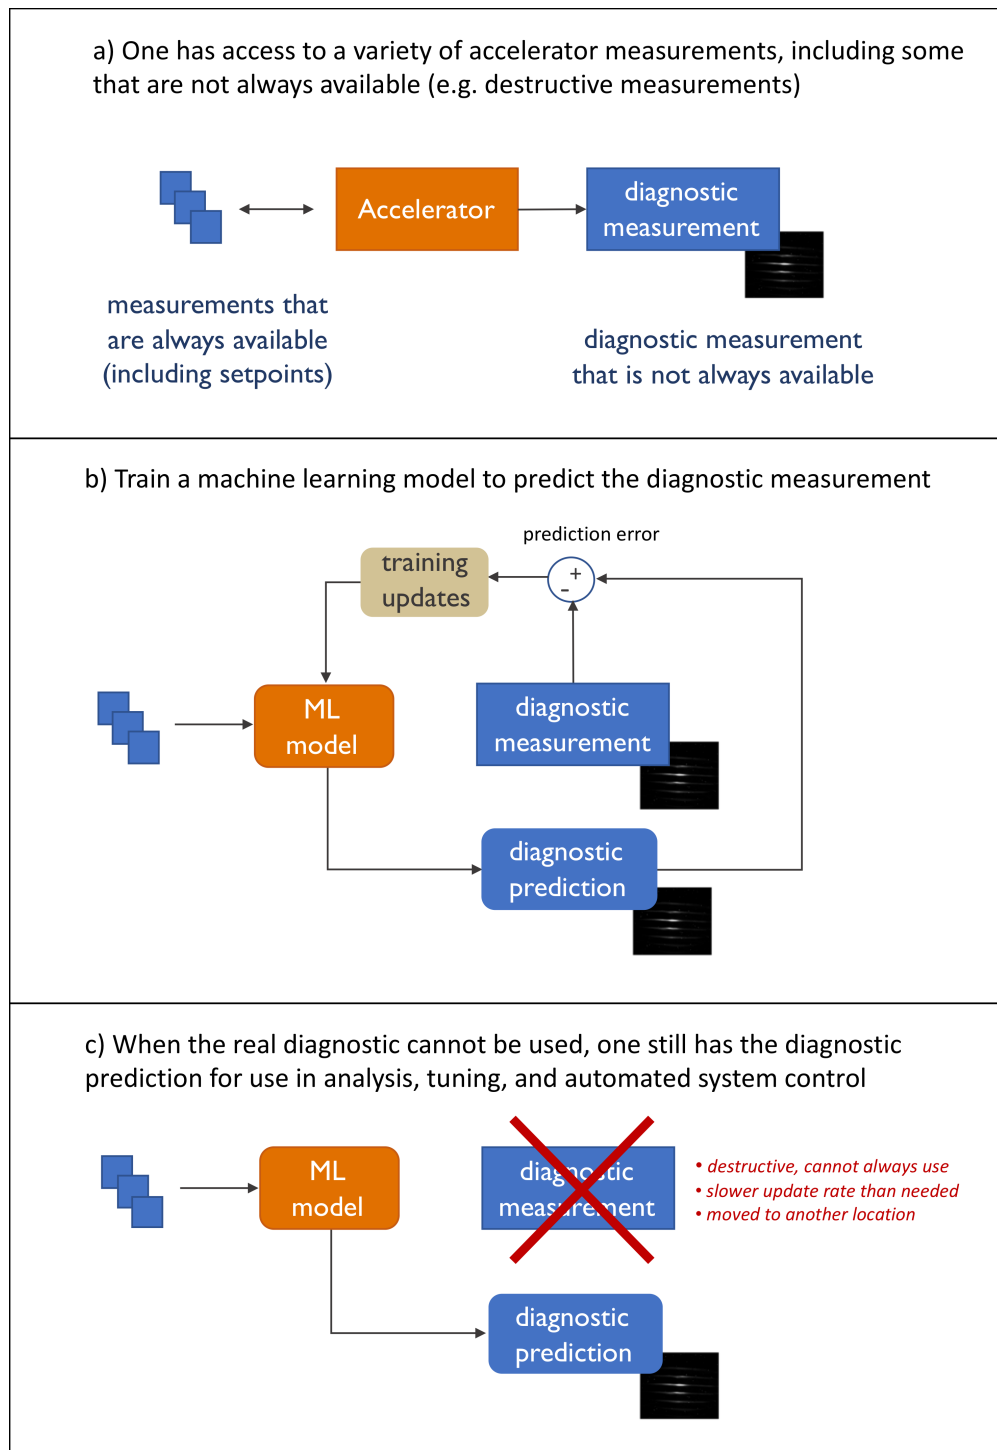 a) One has access to a variety of accelerator measurements, including some
that are not always available (e.g. destructive measurements)
Accelerator
diagnostic
measurement
measurements that
are always available
(including setpoints)
diagnostic measurement
that is not always available
b) Train a machine learning model to predict the diagnostic measurement
prediction error
training
updates
+
-
ML
model
diagnostic
measurement
diagnostic
prediction
c) When the real diagnostic cannot be used, one still has the diagnostic
prediction for use in analysis, tuning, and automated system control
ML
model
diagnostic
measurement
• destructive, cannot always use
• slower update rate than needed
• moved to another location
diagnostic
prediction